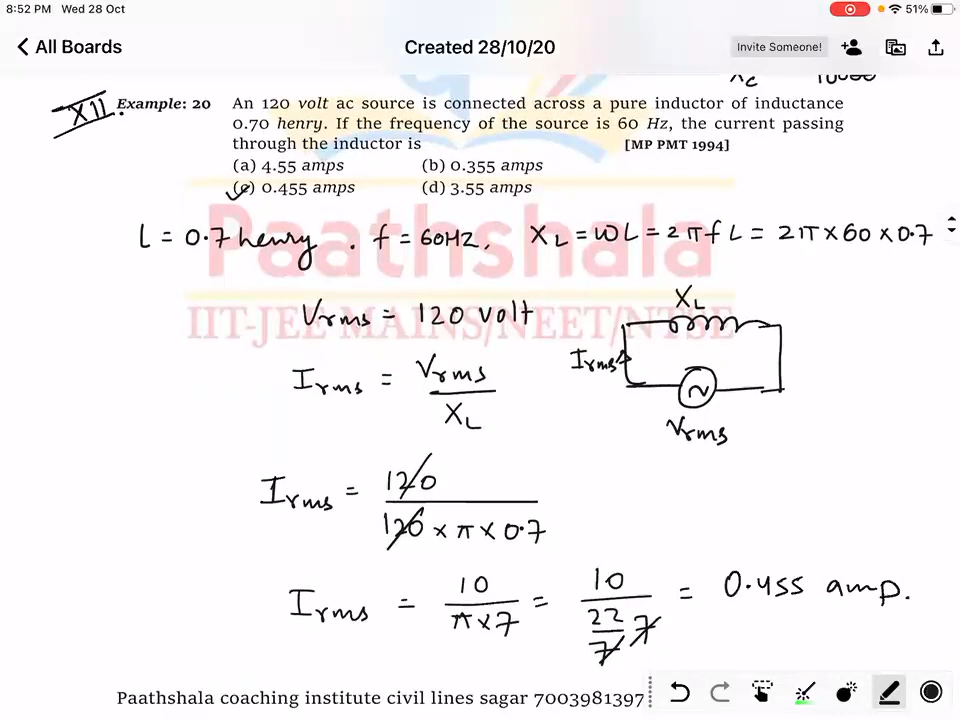 8:52 PM Wed 28 Oct 51%
All Boards Created 28/10/20 Invite Someone!
XII. Example: 20 An 120 volt ac source is connected across a pure inductor of inductance
0.70 henry. If the frequency of the source is 60 Hz, the current passing
through the inductor is [MP PMT 1994]
(a) 4.55 amps (b) 0.355 amps
(c) 0.455 amps (d) 3.55 amps
Paathshala
IIT-JEE MAINS/NEET/NTSE
L = 0.7 henry . f = 60HZ, XL = ωL = 2πfL = 2π × 60 × 0.7
Vrms = 120 volt
XL
Irms
Vrms
Irms = Vrms / XL
Irms = 120 / 120 × π × 0.7
Irms = 10 / π × 7 = 10 / 22/7 7 = 0.455 amp.
Paathshala coaching institute civil lines sagar 7003981397